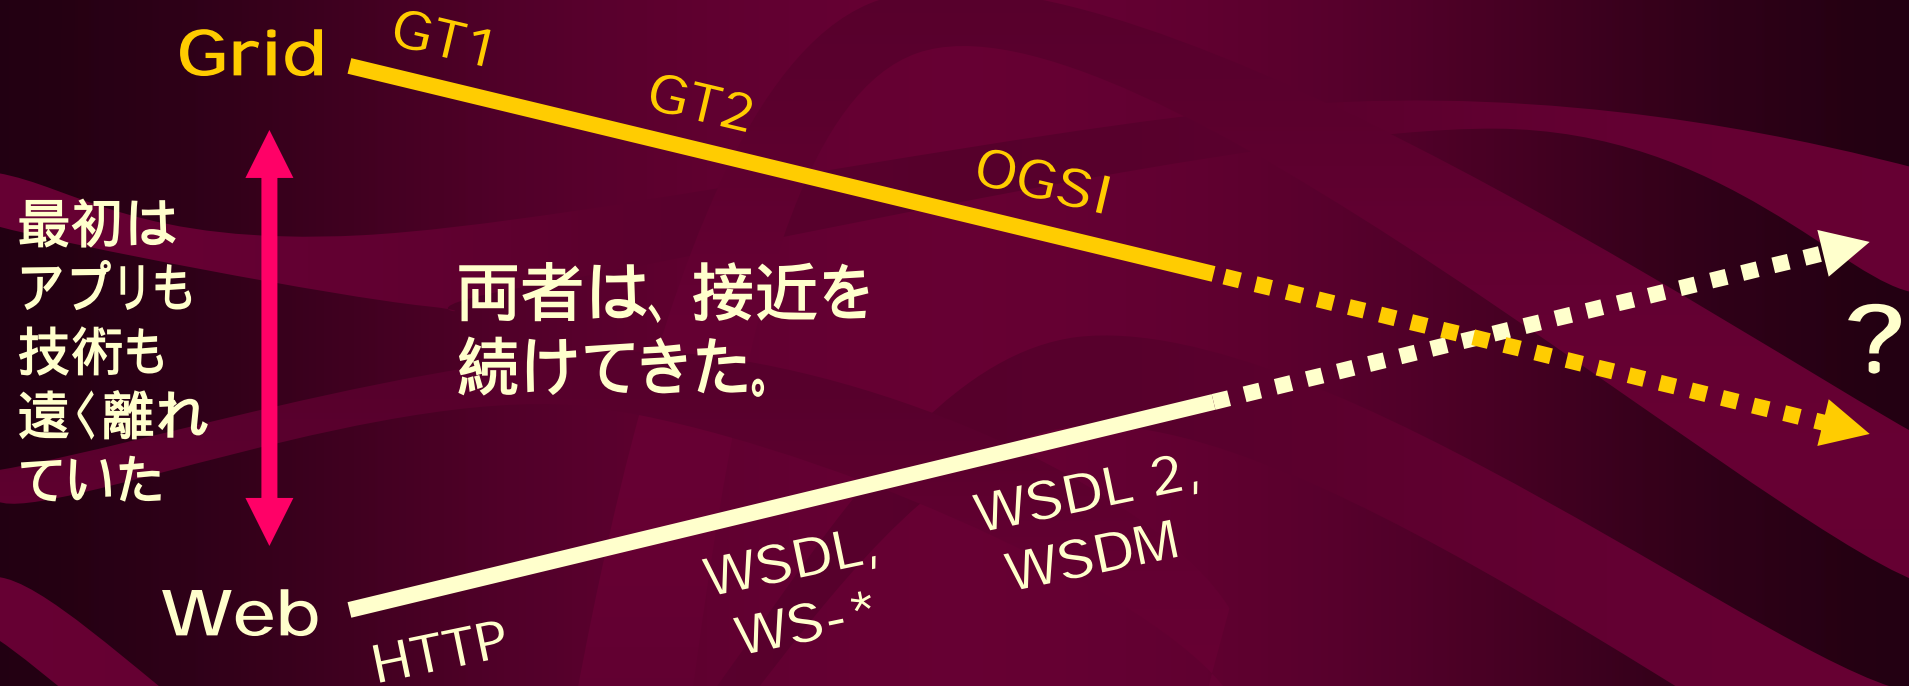 Grid
GT1
GT2
OGSI
最初は
アプリも
技術も
遠く離れ
ていた
両者は、接近を
続けてきた。
?
WSDL 2,
WSDM
WSDL,
WS-*
Web
HTTP